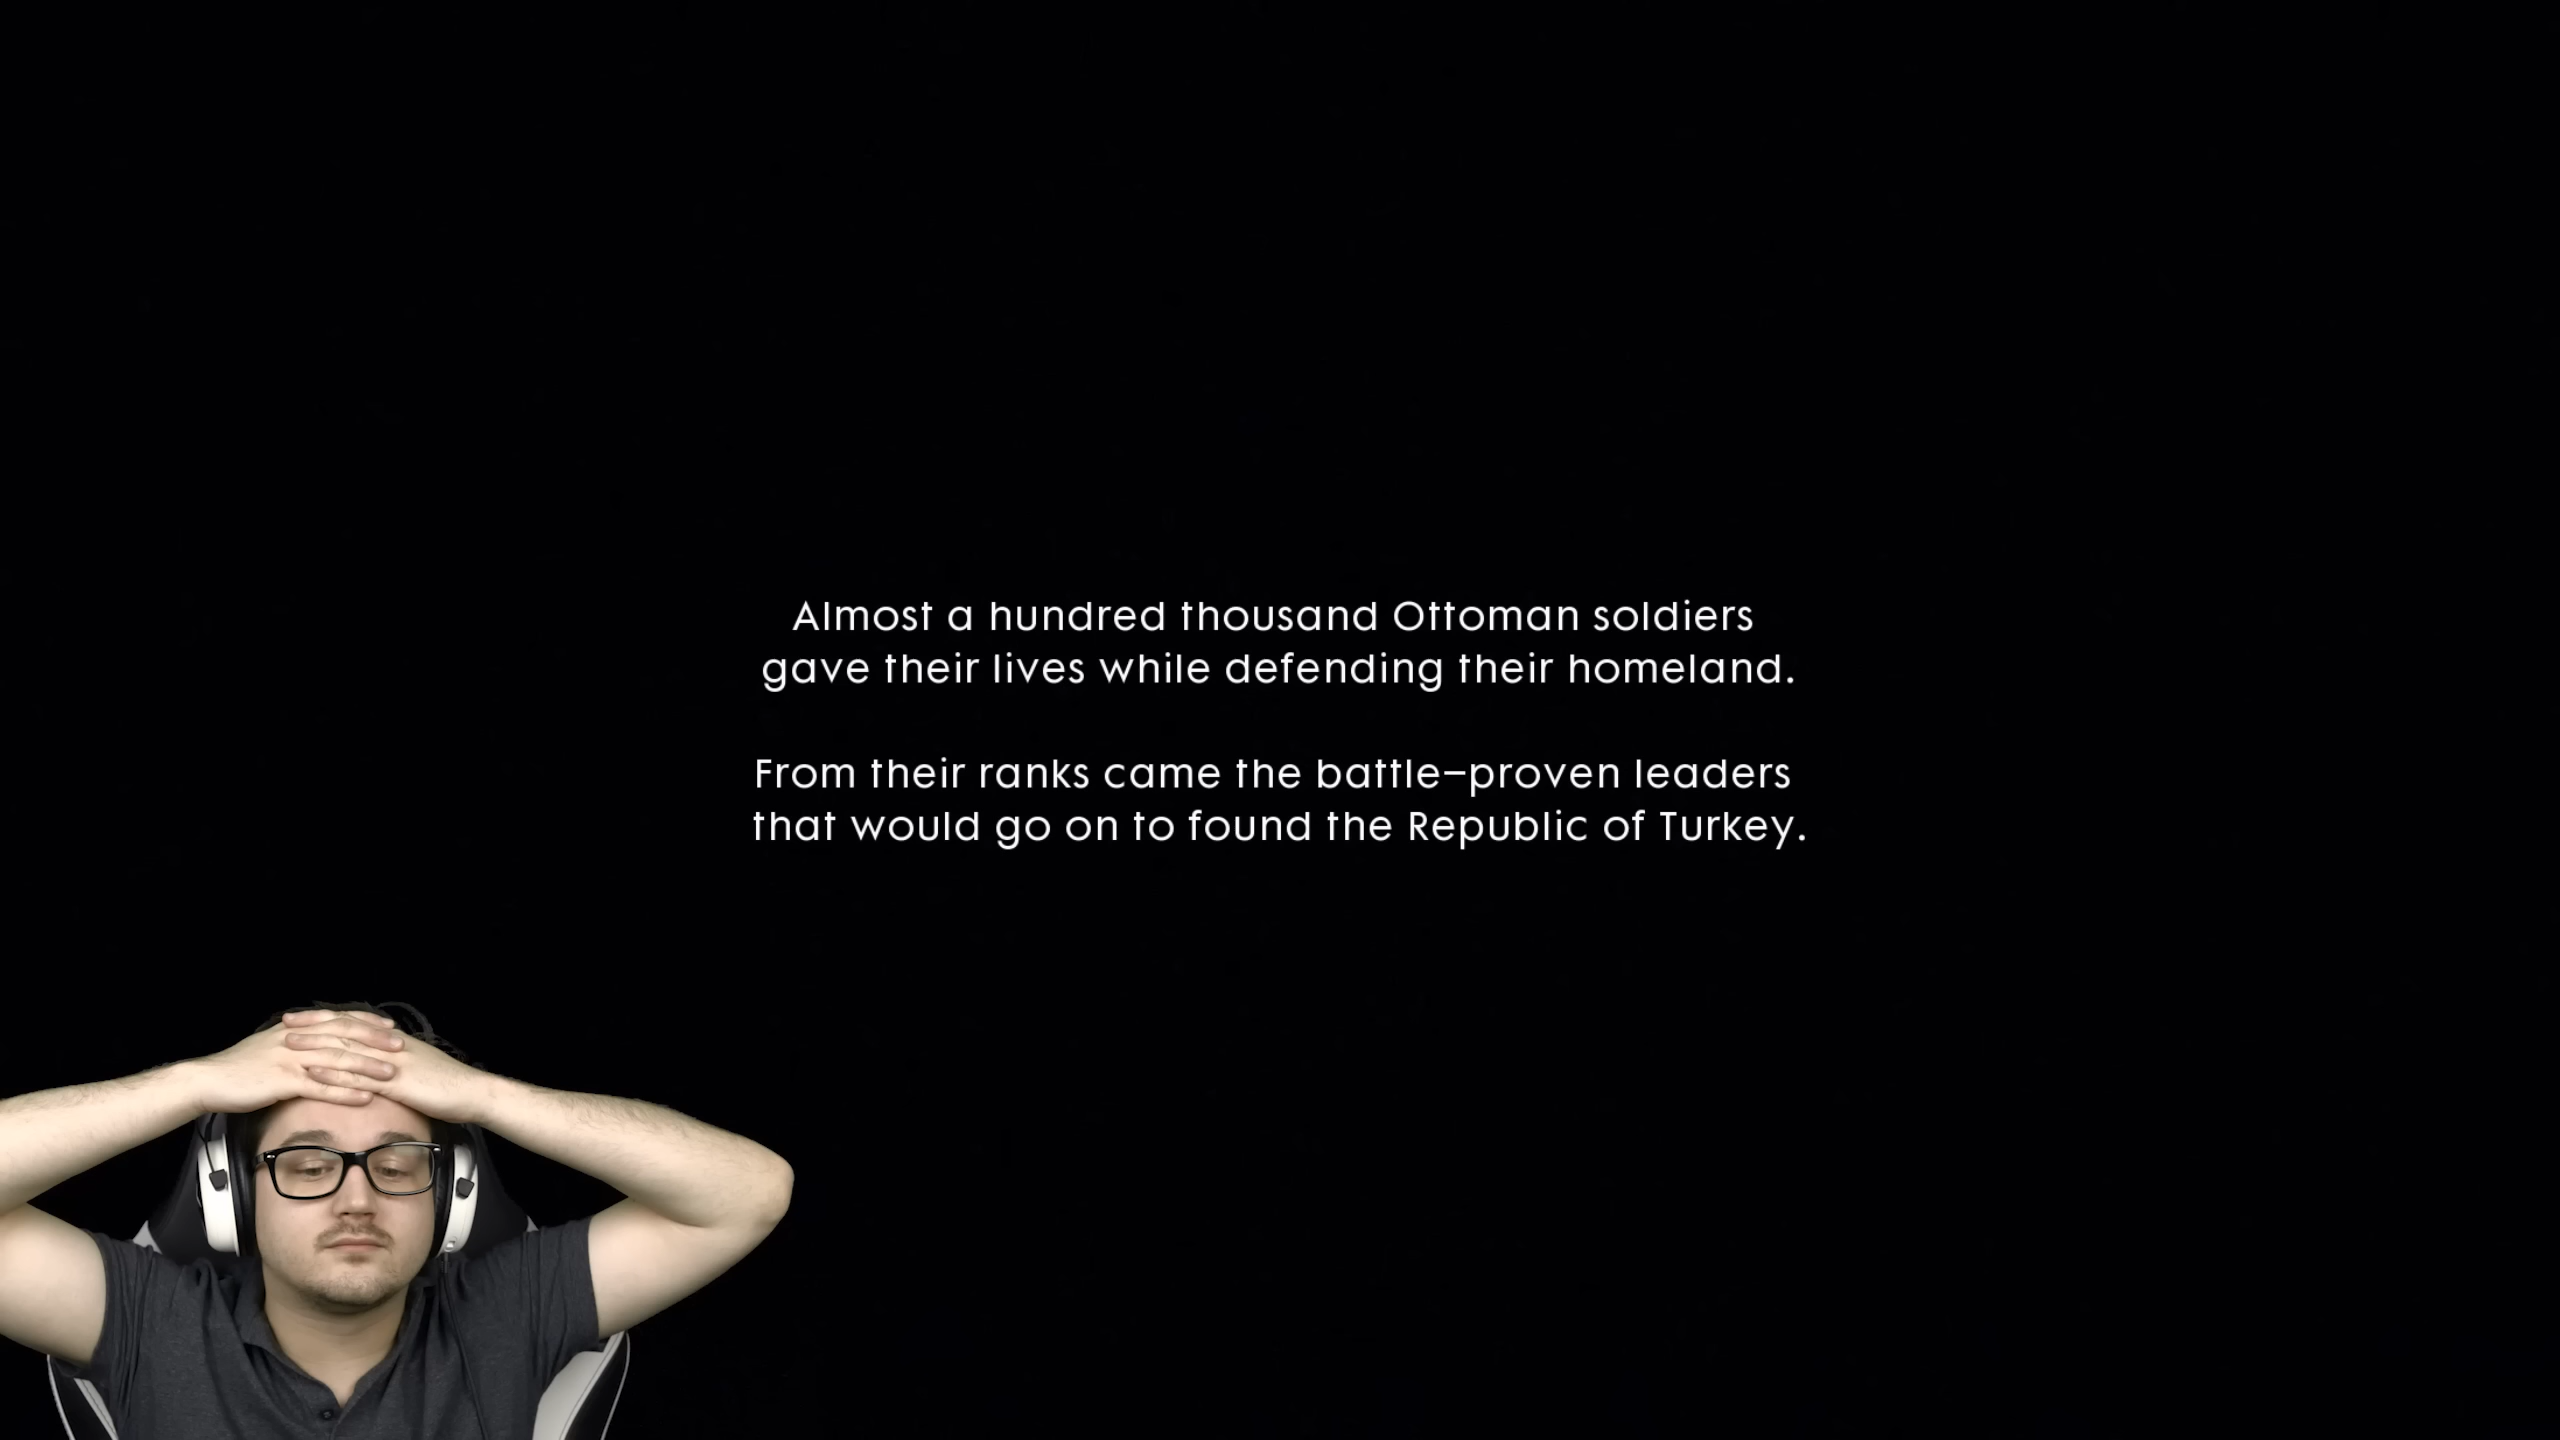 Almost a hundred thousand Ottoman soldiers
gave their lives while defending their homeland.
From their ranks came the battle–proven leaders
that would go on to found the Republic of Turkey.